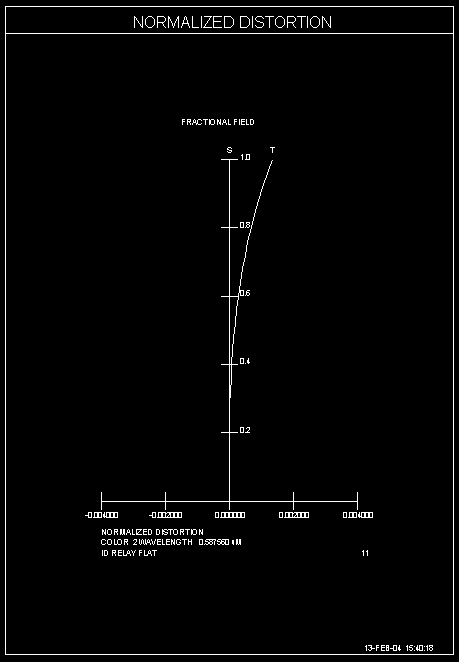 NORMALIZED DISTORTION
FRACTIONAL FIELD
S T
1.0
0.8
0.6
0.4
0.2
-0.004000 -0.002000 0.000000 0.002000 0.004000
NORMALIZED DISTORTION
COLOR 2 WAVELENGTH 0.587560 uM
ID RELAY FLAT 11
13-FEB-04 15:40:18